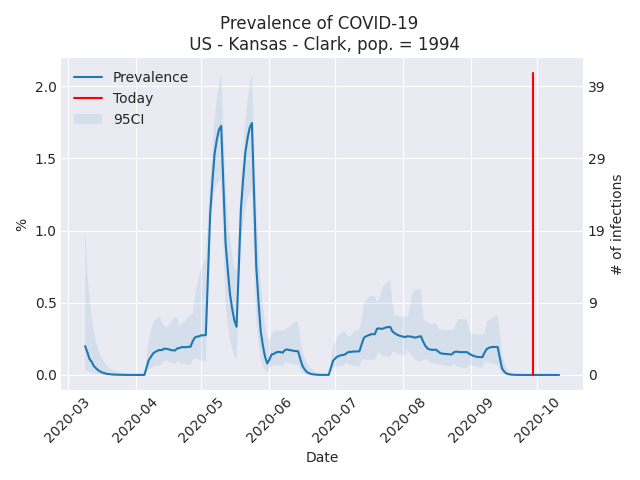 Prevalence of COVID-19
US - Kansas - Clark, pop. = 1994
Prevalence
Today
95CI
%
2.0
1.5
1.0
0.5
0.0
39
29
19
9
0
# of infections
2020-03
2020-04
2020-05
2020-06
2020-07
2020-08
2020-09
2020-10
Date